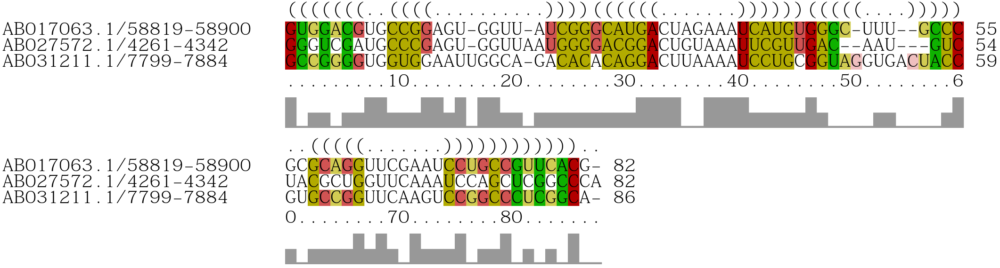 (((((((..((((..........))))((((((.......))))))(((((....)))))
AB017063.1/58819-58900 GUGGACGUGCCGGAGU-GGUU-AUCGGGCAUGACUAGAAAUCAUGUGGGC-UUU--GCCC 55
AB027572.1/4261-4342 GGGUCGAUGCCCGAGU-GGUUAAUGGGGACGGACUGUAAAUUCGUUGAC--AAU---GUC 54
AB031211.1/7799-7884 GCCGGGGUGGUGGAAUUGGCA-GACACACAGGACUUAAAAUCCUGCGGUAGGUGACUACC 59
.........10........20........30........40........50........6
..(((((.......))))))))))))..
AB017063.1/58819-58900 GCGCAGGUUCGAAUCCUGCCGUUCACG- 82
AB027572.1/4261-4342 UACGCUGGUUCAAAUCCAGCUCGGCCCA 82
AB031211.1/7799-7884 GUGCCGGUUCAAGUCCGGCCCUCGGCA- 86
0........70........80.......